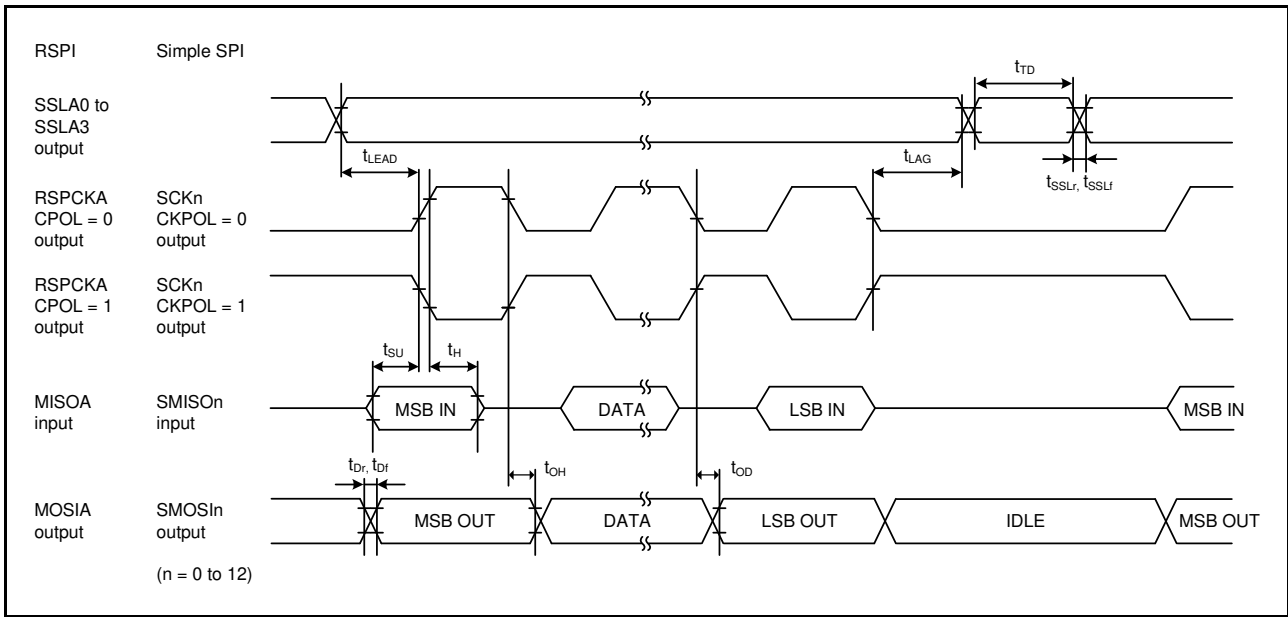 RSPI Simple SPI
tTD
SSLA0 to
SSLA3
output
tLEAD
tLAG
tSSLr, tSSLf
RSPCKA SCKn
CPOL = 0 CKPOL = 0
output output
RSPCKA SCKn
CPOL = 1 CKPOL = 1
output output
tSU tH
MISOA SMISOn
input input
MSB IN DATA LSB IN MSB IN
tDr, tDf tOH tOD
MOSIA SMOSIn
output output
MSB OUT DATA LSB OUT IDLE MSB OUT
(n = 0 to 12)